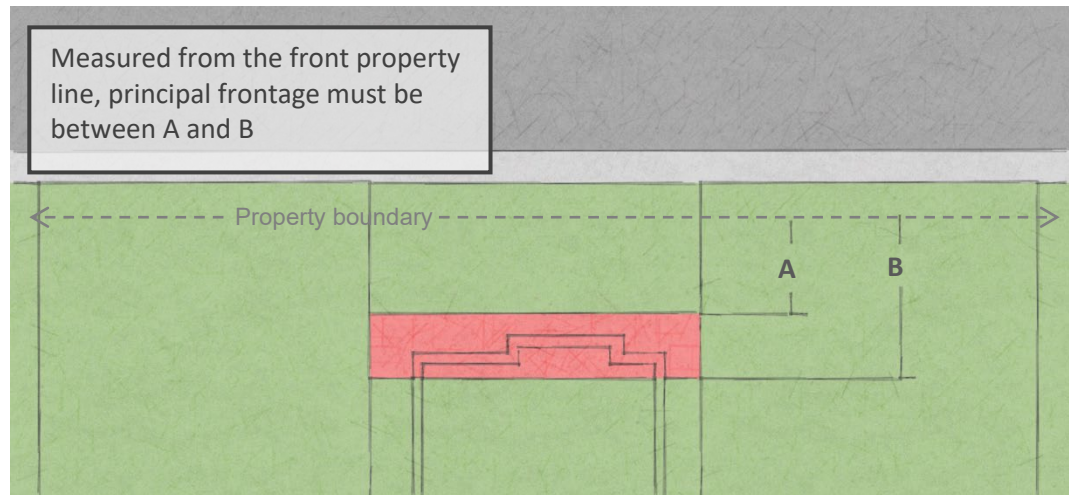 Measured from the front property
line, principal frontage must be
between A and B
Property boundary
A
B